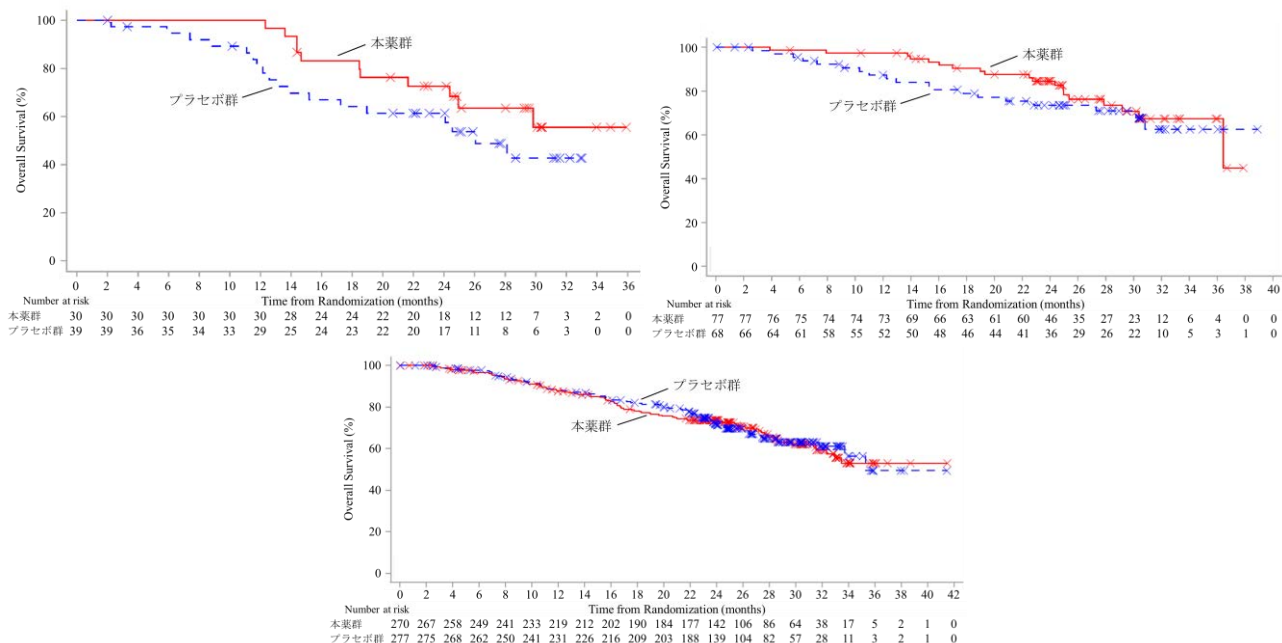 100
80
60
40
20
0
Overall Survival (%)
本薬群
プラセボ群
0 2 4 6 8 10 12 14 16 18 20 22 24 26 28 30 32 34 36
Number at risk
Time from Randomization (months)
本薬群 30 30 30 30 30 30 30 28 24 24 22 20 18 12 12 7 3 2 0
プラセボ群 39 39 36 35 34 33 29 25 24 23 22 20 17 11 8 6 3 0 0
100
80
60
40
20
0
Overall Survival (%)
本薬群
プラセボ群
0 2 4 6 8 10 12 14 16 18 20 22 24 26 28 30 32 34 36 38 40
Number at risk
Time from Randomization (months)
本薬群 77 77 76 75 74 74 73 69 66 63 61 60 46 35 27 23 12 6 4 0 0
プラセボ群 68 66 64 61 58 55 52 50 48 46 44 41 36 29 26 22 10 5 3 1 0
100
80
60
40
20
0
Overall Survival (%)
プラセボ群
本薬群
0 2 4 6 8 10 12 14 16 18 20 22 24 26 28 30 32 34 36 38 40 42
Number at risk
Time from Randomization (months)
本薬群 270 267 258 249 241 233 219 212 202 190 184 177 142 106 86 64 38 17 5 2 1 0
プラセボ群 277 275 268 262 250 241 231 226 216 209 203 188 139 104 82 57 28 11 3 2 1 0